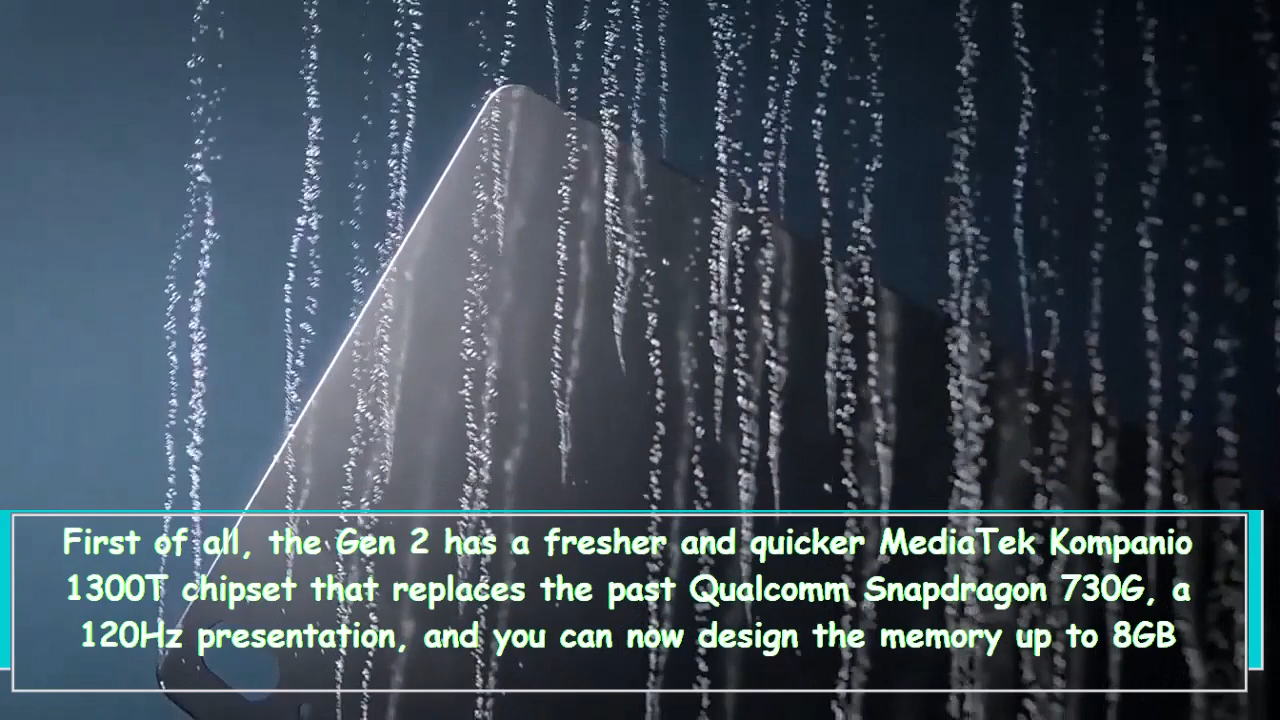 First of all, the Gen 2 has a fresher and quicker MediaTek Kompanio
1300T chipset that replaces the past Qualcomm Snapdragon 730G, a
120Hz presentation, and you can now design the memory up to 8GB